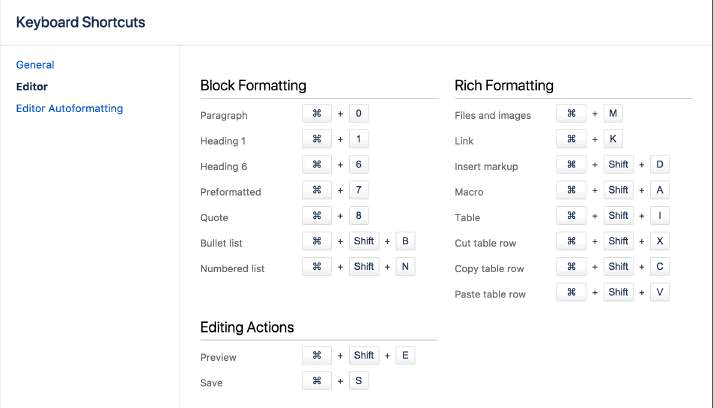 Keyboard Shortcuts
General
Editor
Editor Autoformatting
Block Formatting
Paragraph ⌘ + 0
Heading 1 ⌘ + 1
Heading 6 ⌘ + 6
Preformatted ⌘ + 7
Quote ⌘ + 8
Bullet list ⌘ + Shift + B
Numbered list ⌘ + Shift + N
Editing Actions
Preview ⌘ + Shift + E
Save ⌘ + S
Rich Formatting
Files and images ⌘ + M
Link ⌘ + K
Insert markup ⌘ + Shift + D
Macro ⌘ + Shift + A
Table ⌘ + Shift + I
Cut table row ⌘ + Shift + X
Copy table row ⌘ + Shift + C
Paste table row ⌘ + Shift + V